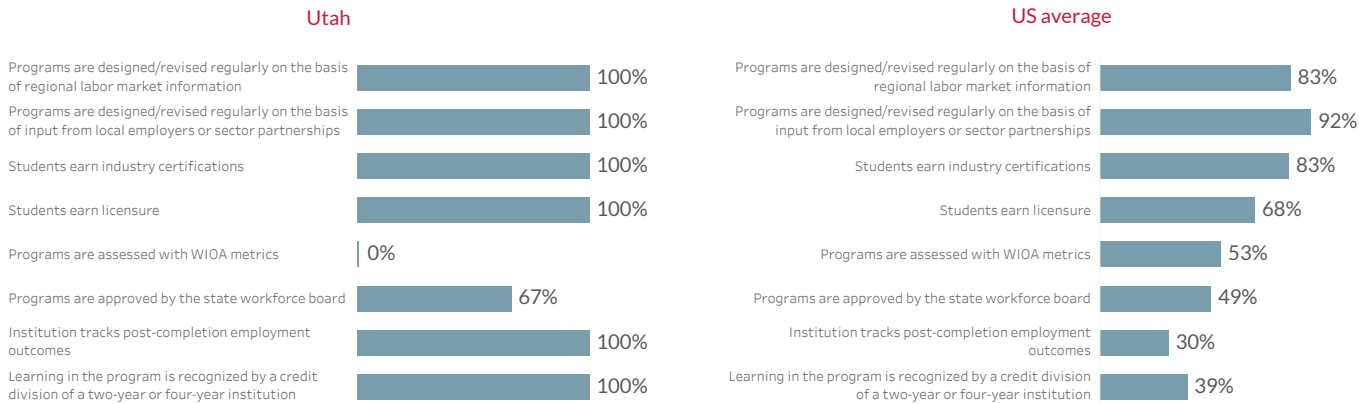 Utah
Programs are designed/revised regularly on the basis
of regional labor market information
100%
Programs are designed/revised regularly on the basis
of input from local employers or sector partnerships
100%
Students earn industry certifications
100%
Students earn licensure
100%
Programs are assessed with WIOA metrics
0%
Programs are approved by the state workforce board
67%
Institution tracks post-completion employment
outcomes
100%
Learning in the program is recognized by a credit
division of a two-year or four-year institution
100%
US average
Programs are designed/revised regularly on the basis of
regional labor market information
83%
Programs are designed/revised regularly on the basis of
input from local employers or sector partnerships
92%
Students earn industry certifications
83%
Students earn licensure
68%
Programs are assessed with WIOA metrics
53%
Programs are approved by the state workforce board
49%
Institution tracks post-completion employment
outcomes
30%
Learning in the program is recognized by a credit division
of a two-year or four-year institution
39%